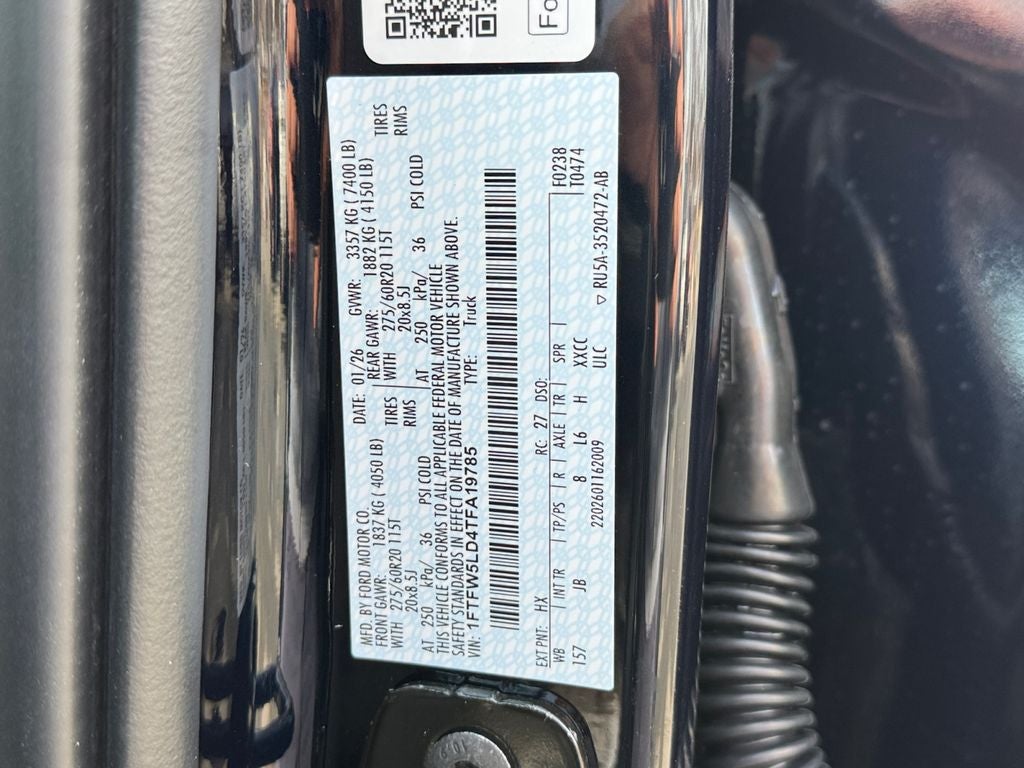 Fo
MFD. BY FORD MOTOR CO.
DATE: 01/26
GVWR: 3357 KG ( 7400 LB)
FRONT GAWR: 1837 KG ( 4050 LB)
REAR GAWR: 1882 KG ( 4150 LB)
WITH 275/60R20 115T TIRES
WITH 275/60R20 115T TIRES
20x8.5J RIMS
20x8.5J RIMS
AT 250 kPa/ 36 PSI COLD
AT 250 kPa/ 36 PSI COLD
THIS VEHICLE CONFORMS TO ALL APPLICABLE FEDERAL MOTOR VEHICLE
SAFETY STANDARDS IN EFFECT ON THE DATE OF MANUFACTURE SHOWN ABOVE.
VIN: 1FTFW5LD4TFA19785
TYPE: Truck
EXT PNT: HX RC: 27 DSO: F0238
WB INT TR TP/PS R AXLE TR SPR T0474
157 JB 8 L6 H XXCC
2202601162009 ULC ▽ RU5A-3520472-AB